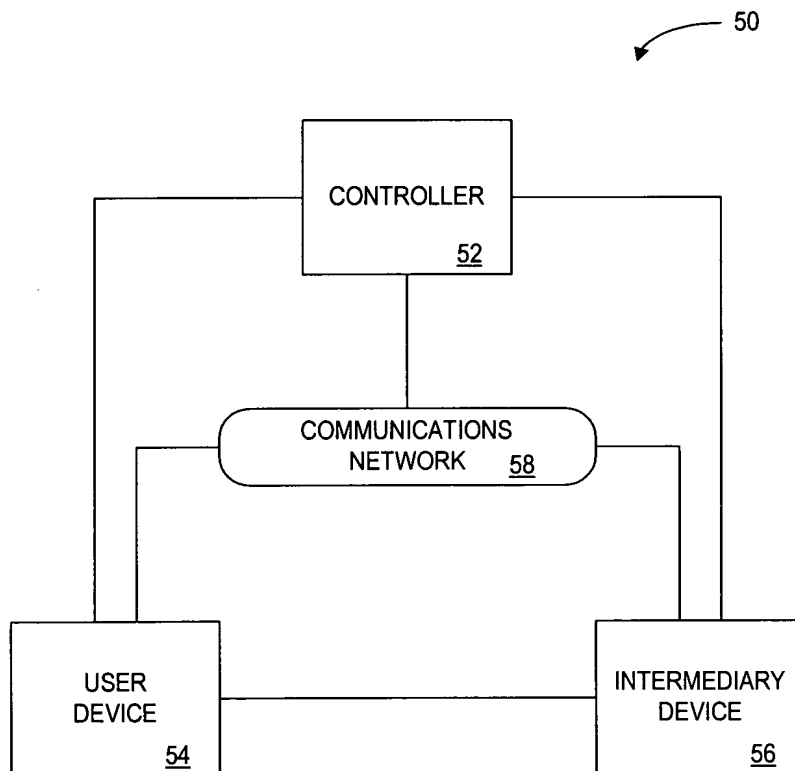 50
CONTROLLER
52
COMMUNICATIONS
NETWORK
58
USER
DEVICE
54
INTERMEDIARY
DEVICE
56